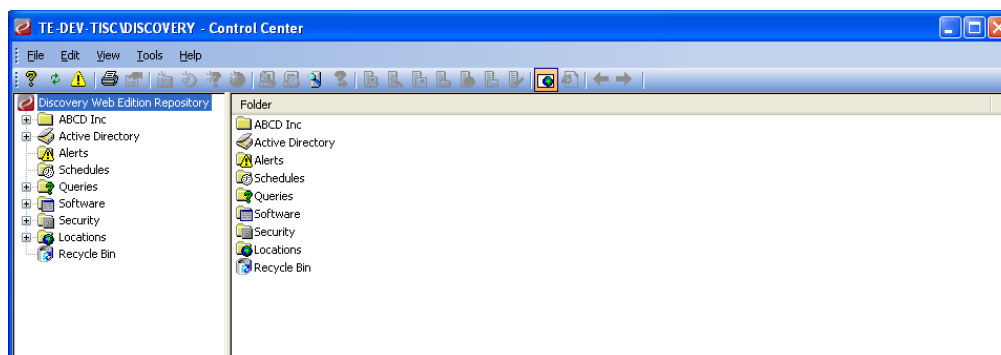 TE-DEV-TISC\DISCOVERY - Control Center
File Edit View Tools Help
Discovery Web Edition Repository
ABCD Inc
Active Directory
Alerts
Schedules
Queries
Software
Security
Locations
Recycle Bin
Folder
ABCD Inc
Active Directory
Alerts
Schedules
Queries
Software
Security
Locations
Recycle Bin